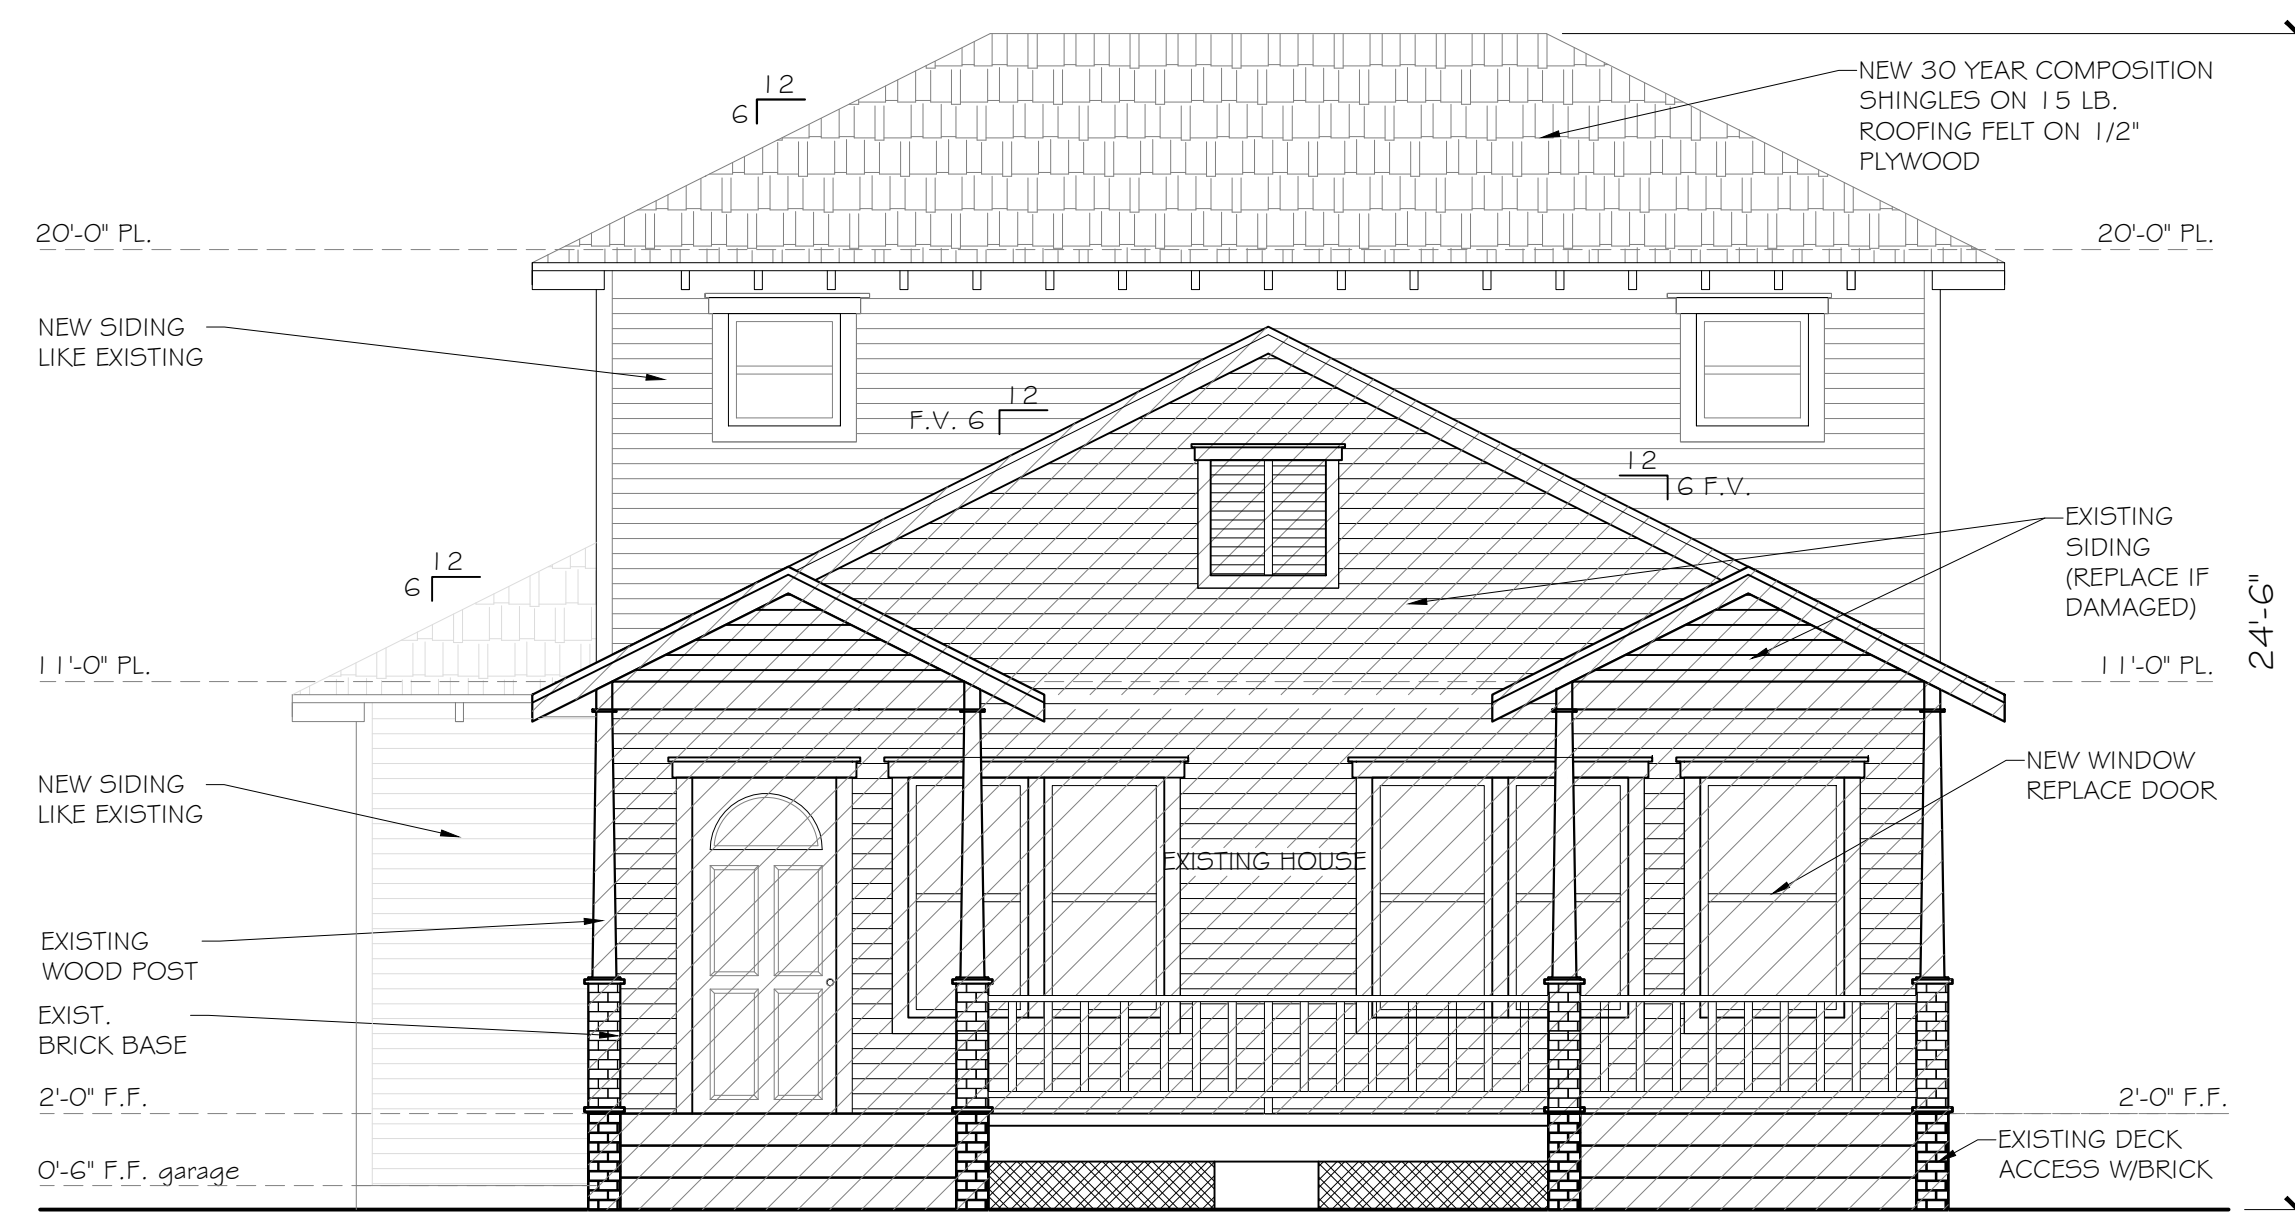 12
6
NEW 30 YEAR COMPOSITION
SHINGLES ON 15 LB.
ROOFING FELT ON 1/2"
PLYWOOD
20'-0" PL.
20'-0" PL.
NEW SIDING
LIKE EXISTING
12
F.V. 6
12
6 F.V.
EXISTING
SIDING
(REPLACE IF
DAMAGED)
12
6
24'-6"
11'-0" PL.
11'-0" PL.
NEW WINDOW
REPLACE DOOR
NEW SIDING
LIKE EXISTING
EXISTING HOUSE
EXISTING
WOOD POST
EXIST.
BRICK BASE
2'-0" F.F.
2'-0" F.F.
EXISTING DECK
ACCESS W/BRICK
0'-6" F.F. garage